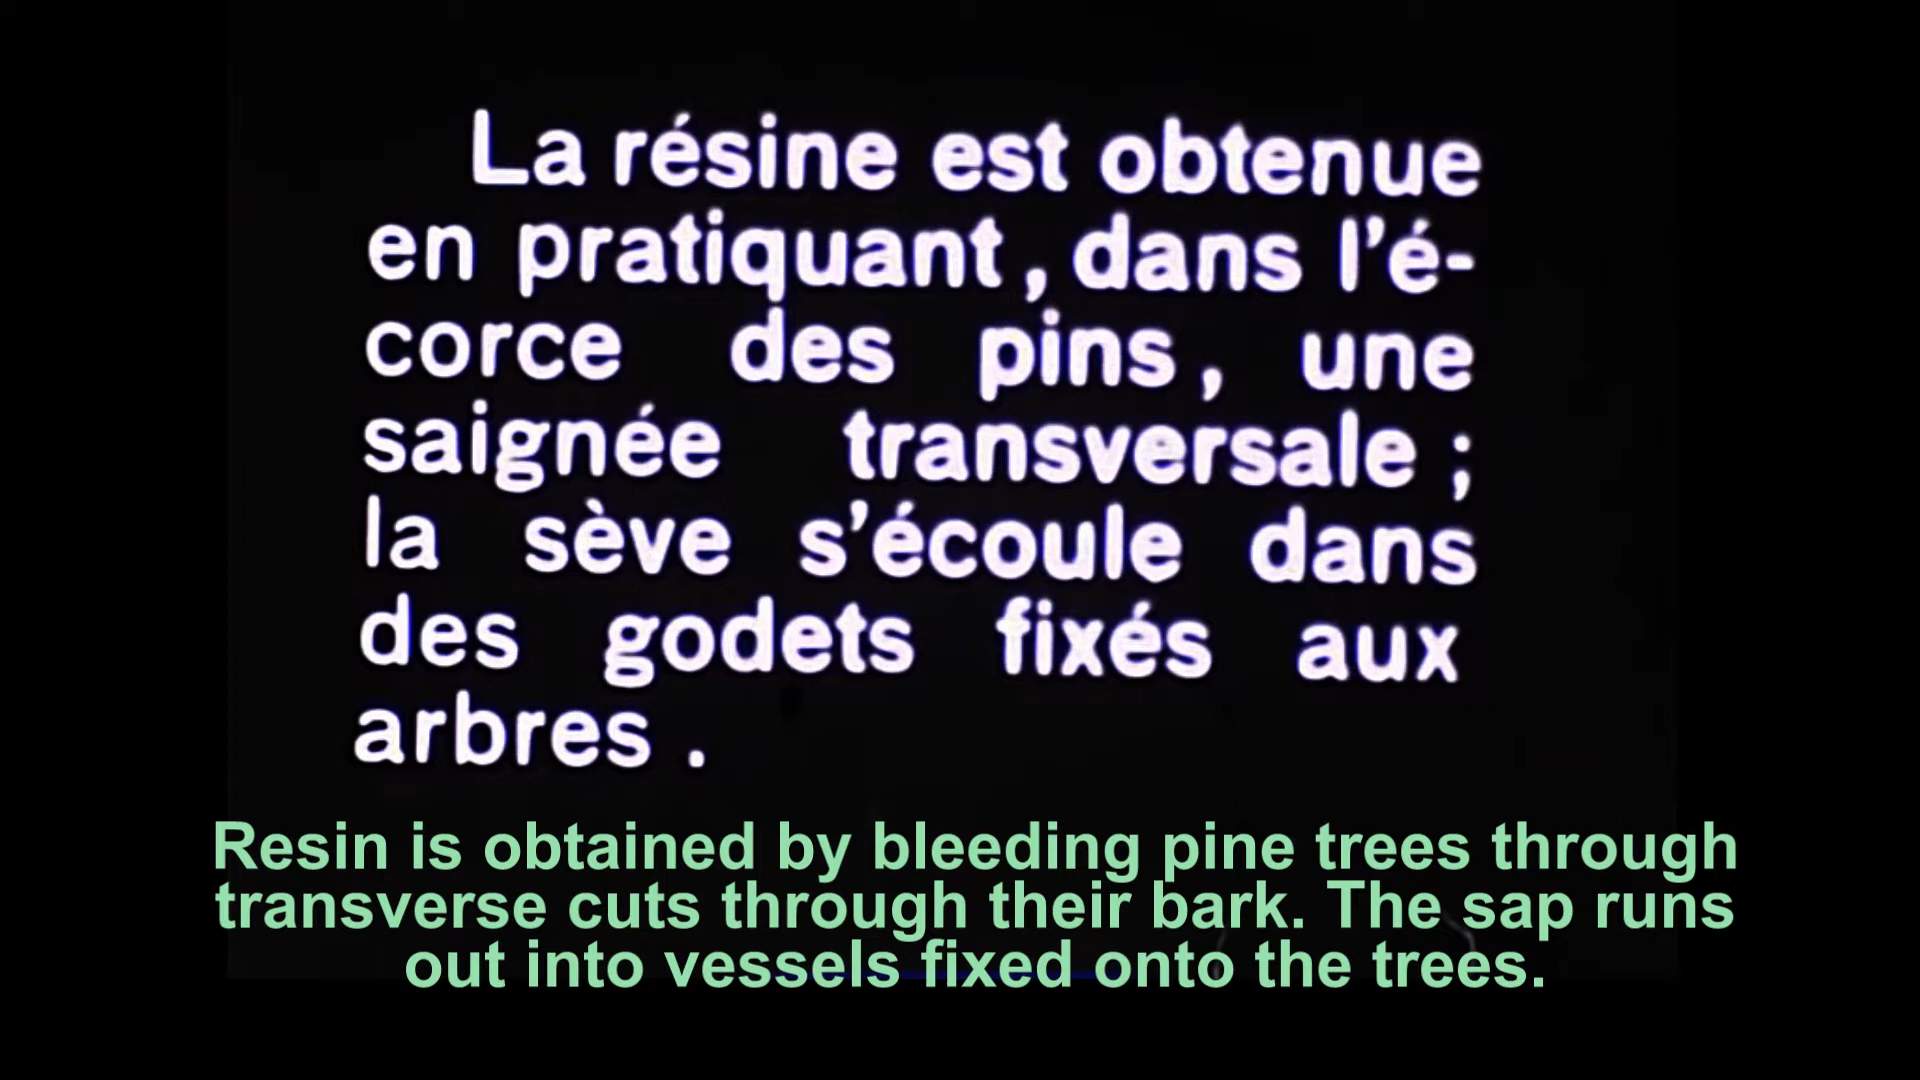 La résine est obtenue
en pratiquant, dans l'é-
corce des pins, une
saignée transversale ;
la sève s'écoule dans
des godets fixés aux
arbres.
Resin is obtained by bleeding pine trees through
transverse cuts through their bark. The sap runs
out into vessels fixed onto the trees.